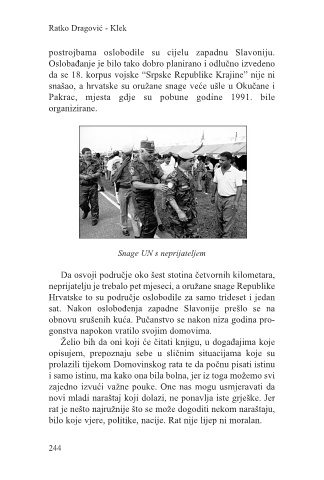 Ratko Dragović - Klek
postrojbama oslobodile su cijelu zapadnu Slavoniju.
Oslobađanje je bilo tako dobro planirano i odlučno izvedeno
da se 18. korpus vojske “Srpske Republike Krajine” nije ni
snašao, a hrvatske su oružane snage veće ušle u Okučane i
Pakrac, mjesta gdje su pobune godine 1991. bile
organizirane.
Snage UN s neprijateljem
Da osvoji područje oko šest stotina četvornih kilometara,
neprijatelju je trebalo pet mjeseci, a oružane snage Republike
Hrvatske to su područje oslobodile za samo trideset i jedan
sat. Nakon oslobođenja zapadne Slavonije prešlo se na
obnovu srušenih kuća. Pučanstvo se nakon niza godina pro-
gonstva napokon vratilo svojim domovima.
Želio bih da oni koji će čitati knjigu, u događajima koje
opisujem, prepoznaju sebe u sličnim situacijama koje su
prolazili tijekom Domovinskog rata te da počnu pisati istinu
i samo istinu, ma kako ona bila bolna, jer iz toga možemo svi
zajedno izvući važne pouke. One nas mogu usmjeravati da
novi mladi naraštaj koji dolazi, ne ponavlja iste grješke. Jer
rat je nešto najružnije što se može dogoditi nekom naraštaju,
bilo koje vjere, politike, nacije. Rat nije lijep ni moralan.
244